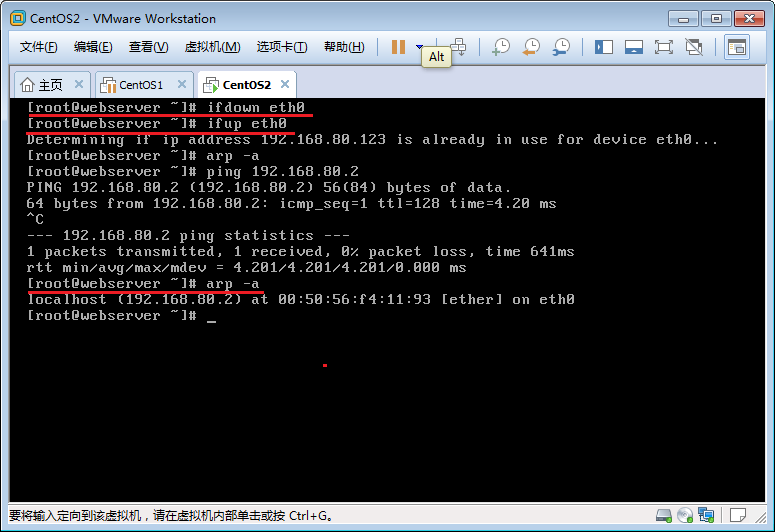 CentOS2 - VMware Workstation
文件(F) 编辑(E) 查看(V) 虚拟机(M) 选项卡(T) 帮助(H)
Alt
主页 CentOS1 CentOS2
[root@webserver ~]# ifdown eth0
[root@webserver ~]# ifup eth0
Determining if ip address 192.168.80.123 is already in use for device eth0...
[root@webserver ~]# arp -a
[root@webserver ~]# ping 192.168.80.2
PING 192.168.80.2 (192.168.80.2) 56(84) bytes of data.
64 bytes from 192.168.80.2: icmp_seq=1 ttl=128 time=4.20 ms
^C
--- 192.168.80.2 ping statistics ---
1 packets transmitted, 1 received, 0% packet loss, time 641ms
rtt min/avg/max/mdev = 4.201/4.201/4.201/0.000 ms
[root@webserver ~]# arp -a
localhost (192.168.80.2) at 00:50:56:f4:11:93 [ether] on eth0
[root@webserver ~]# _
要将输入定向到该虚拟机，请在虚拟机内部单击或按 Ctrl+G。